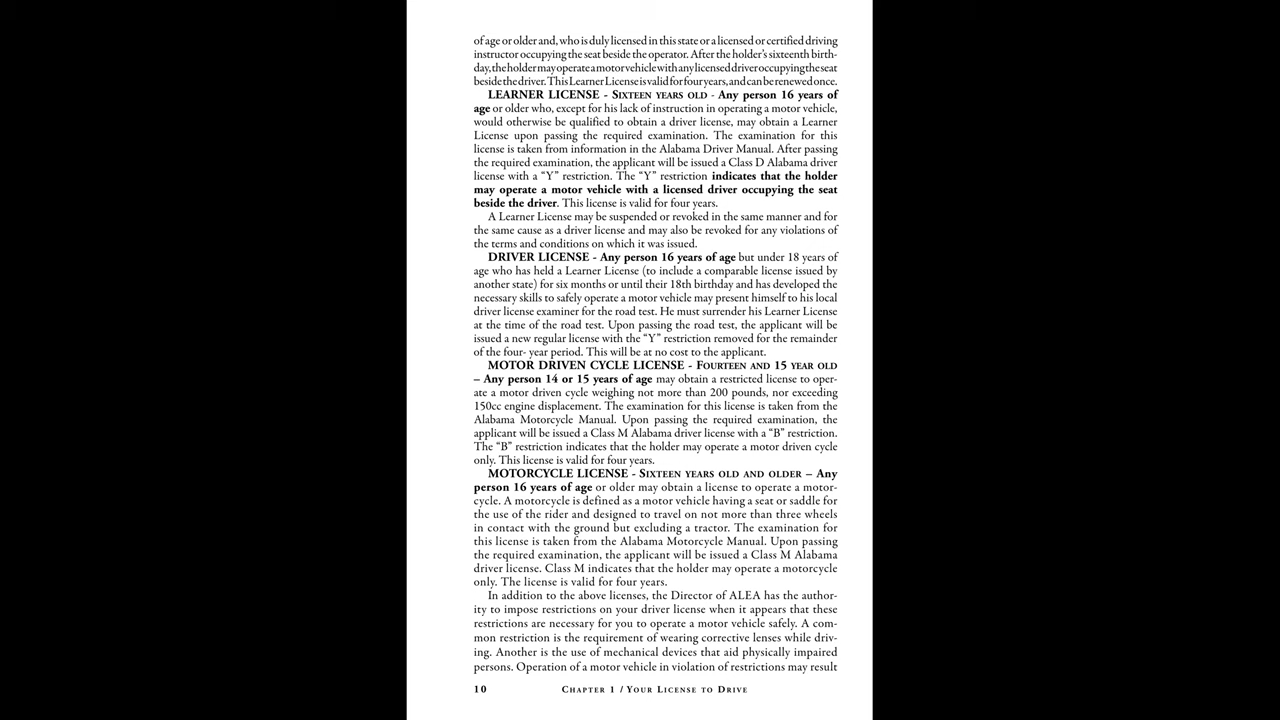 of age or older and, who is duly licensed in this state or a licensed or certified driving
instructor occupying the seat beside the operator. After the holder's sixteenth birth-
day, the holder may operate a motor vehicle with any licensed driver occupying the seat
beside the driver. This Learner License is valid for four years, and can be renewed once.
LEARNER LICENSE - SIXTEEN YEARS OLD - Any person 16 years of
age or older who, except for his lack of instruction in operating a motor vehicle,
would otherwise be qualified to obtain a driver license, may obtain a Learner
License upon passing the required examination. The examination for this
license is taken from information in the Alabama Driver Manual. After passing
the required examination, the applicant will be issued a Class D Alabama driver
license with a “Y” restriction. The “Y” restriction indicates that the holder
may operate a motor vehicle with a licensed driver occupying the seat
beside the driver. This license is valid for four years.
A Learner License may be suspended or revoked in the same manner and for
the same cause as a driver license and may also be revoked for any violations of
the terms and conditions on which it was issued.
DRIVER LICENSE - Any person 16 years of age but under 18 years of
age who has held a Learner License (to include a comparable license issued by
another state) for six months or until their 18th birthday and has developed the
necessary skills to safely operate a motor vehicle may present himself to his local
driver license examiner for the road test. He must surrender his Learner License
at the time of the road test. Upon passing the road test, the applicant will be
issued a new regular license with the “Y” restriction removed for the remainder
of the four- year period. This will be at no cost to the applicant.
MOTOR DRIVEN CYCLE LICENSE - FOURTEEN AND 15 YEAR OLD
– Any person 14 or 15 years of age may obtain a restricted license to oper-
ate a motor driven cycle weighing not more than 200 pounds, nor exceeding
150cc engine displacement. The examination for this license is taken from the
Alabama Motorcycle Manual. Upon passing the required examination, the
applicant will be issued a Class M Alabama driver license with a “B” restriction.
The “B” restriction indicates that the holder may operate a motor driven cycle
only. This license is valid for four years.
MOTORCYCLE LICENSE - SIXTEEN YEARS OLD AND OLDER – Any
person 16 years of age or older may obtain a license to operate a motor-
cycle. A motorcycle is defined as a motor vehicle having a seat or saddle for
the use of the rider and designed to travel on not more than three wheels
in contact with the ground but excluding a tractor. The examination for
this license is taken from the Alabama Motorcycle Manual. Upon passing
the required examination, the applicant will be issued a Class M Alabama
driver license. Class M indicates that the holder may operate a motorcycle
only. The license is valid for four years.
In addition to the above licenses, the Director of ALEA has the author-
ity to impose restrictions on your driver license when it appears that these
restrictions are necessary for you to operate a motor vehicle safely. A com-
mon restriction is the requirement of wearing corrective lenses while driv-
ing. Another is the use of mechanical devices that aid physically impaired
persons. Operation of a motor vehicle in violation of restrictions may result
10 CHAPTER 1 / YOUR LICENSE TO DRIVE